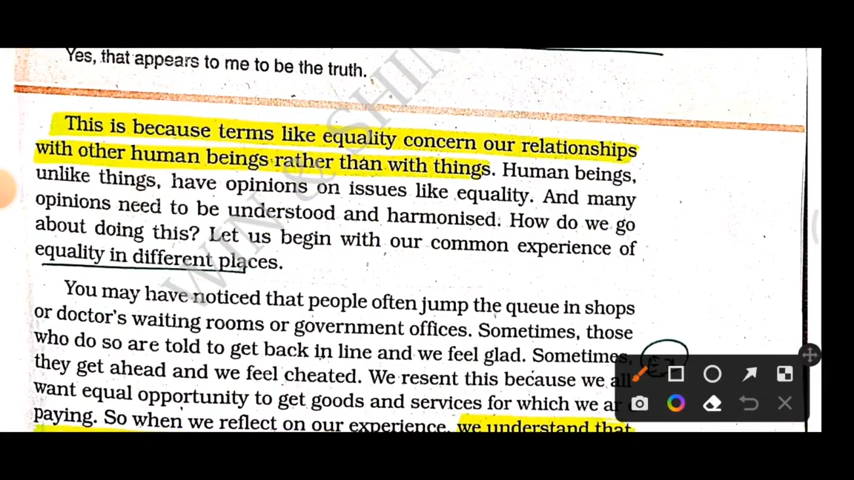 Yes, that appears to me to be the truth.
This is because terms like equality concern our relationships
with other human beings rather than with things. Human beings,
unlike things, have opinions on issues like equality. And many
opinions need to be understood and harmonised. How do we go
about doing this? Let us begin with our common experience of
equality in different places.
You may have noticed that people often jump the queue in shops
or doctor's waiting rooms or government offices. Sometimes, those
who do so are told to get back in line and we feel glad. Sometimes,
they get ahead and we feel cheated. We resent this because we all
want equal opportunity to get goods and services for which we ar
paying. So when we reflect on our experience, we understand that
WIN & SHIN